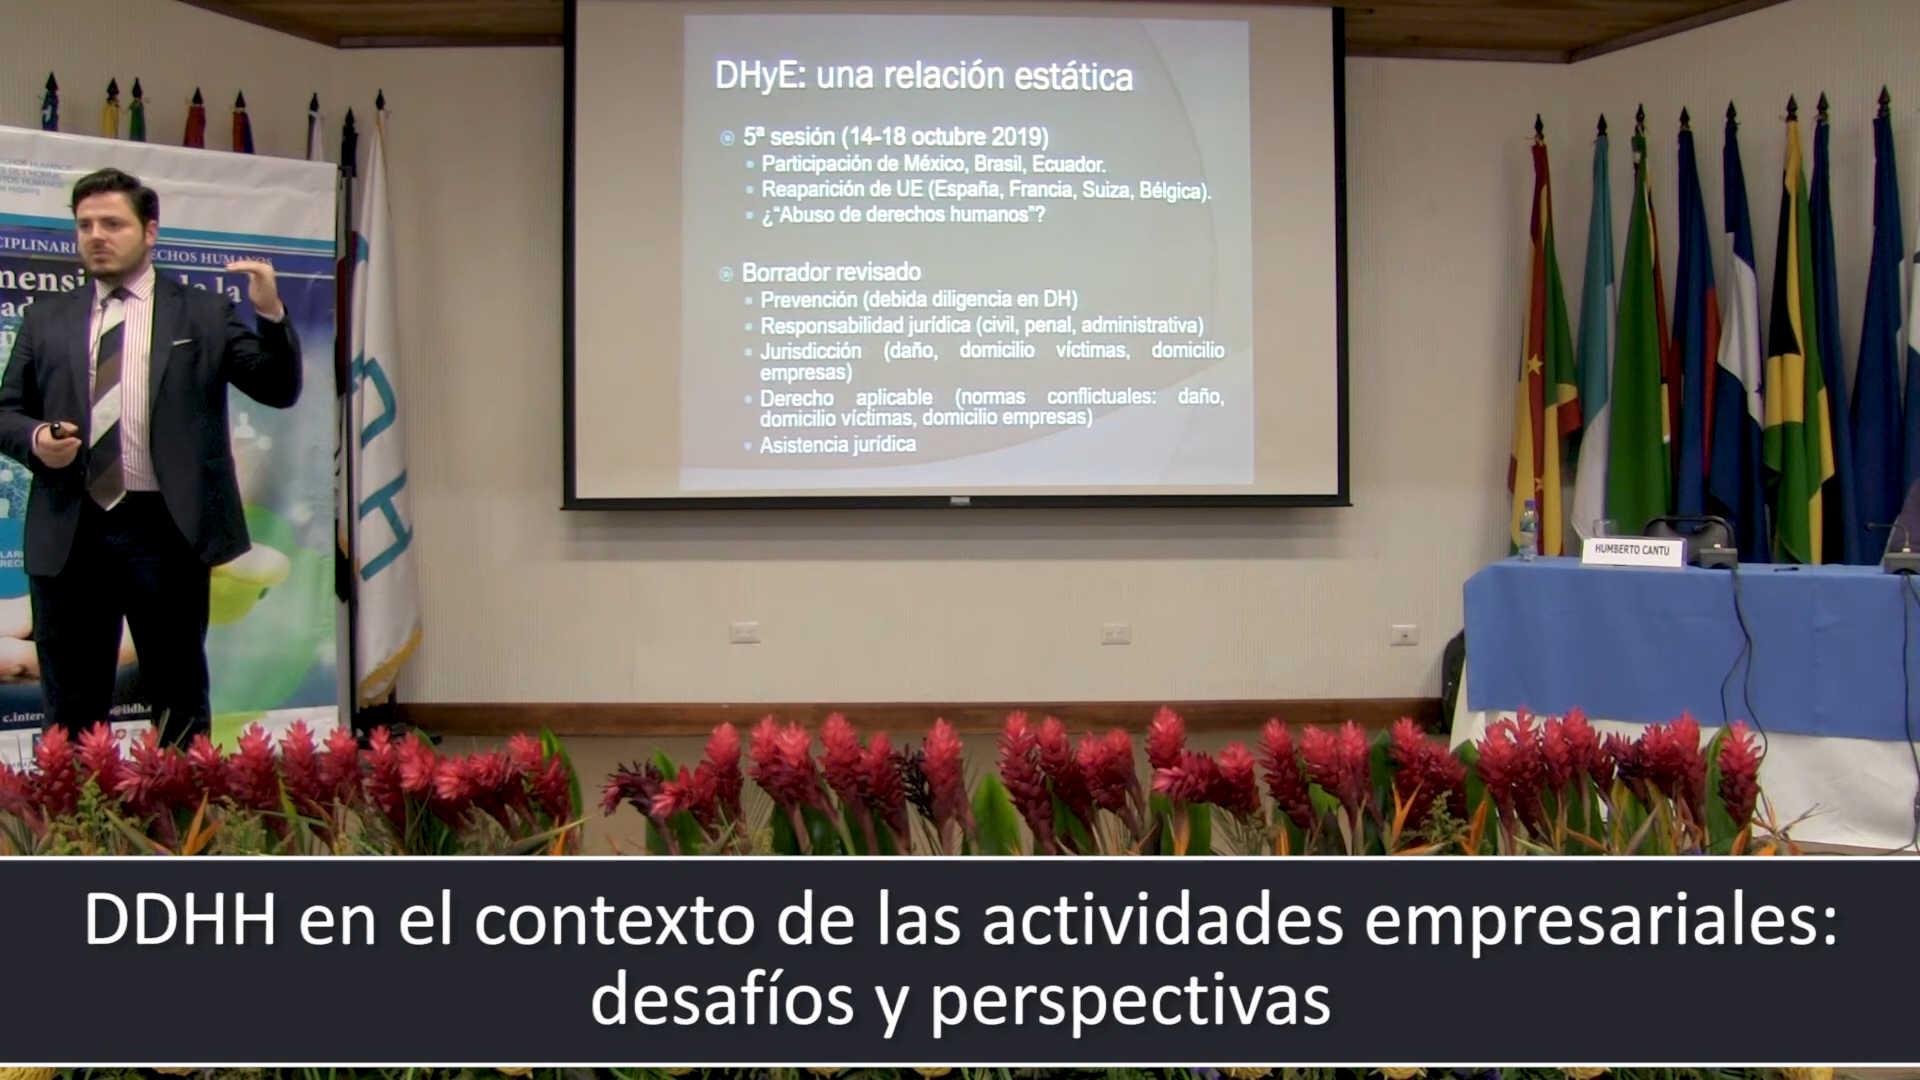 DHyE: una relación estática
5ª sesión (14-18 octubre 2019)
Participación de México, Brasil, Ecuador.
Reaparición de UE (España, Francia, Suiza, Bélgica).
¿“Abuso de derechos humanos”?
Borrador revisado
Prevención (debida diligencia en DH)
Responsabilidad jurídica (civil, penal, administrativa)
Jurisdicción (daño, domicilio víctimas, domicilio
empresas)
Derecho aplicable (normas conflictuales: daño,
domicilio víctimas, domicilio empresas)
Asistencia jurídica
HUMBERTO CANTU
DDHH en el contexto de las actividades empresariales:
desafíos y perspectivas